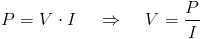 P = V · I ⇒ V = P/I